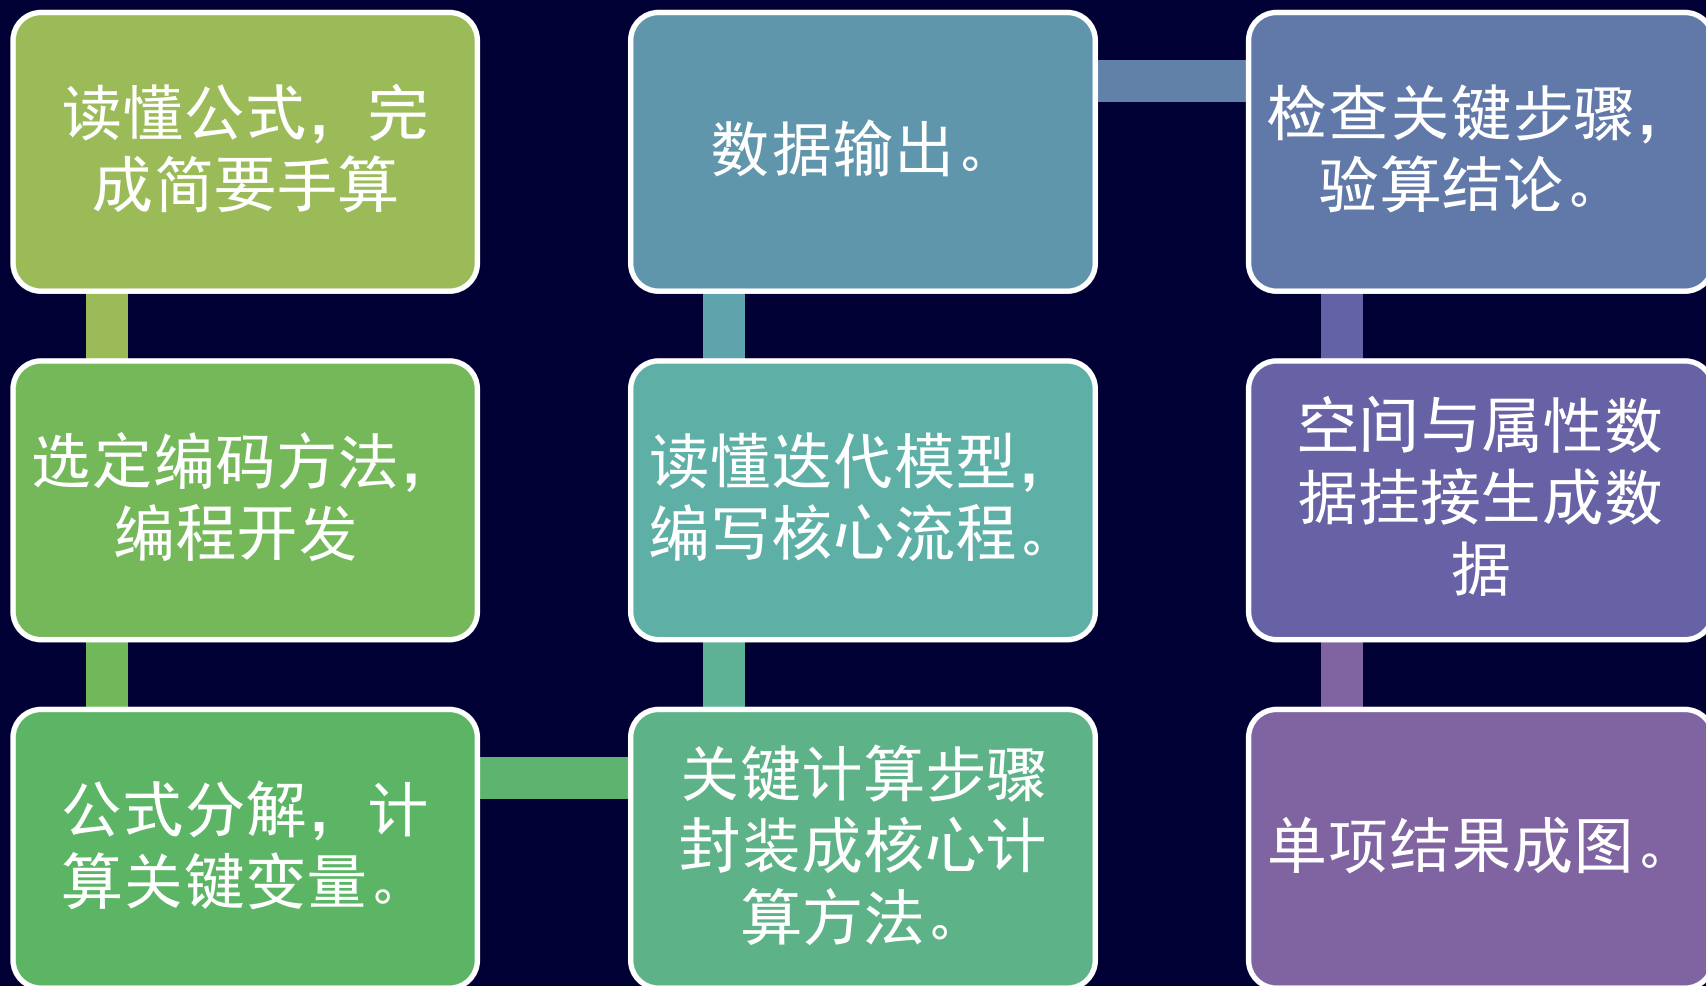 读懂公式，完
成简要手算
选定编码方法，
编程开发
公式分解，计
算关键变量。
关键计算步骤
封装成核心计
算方法。
读懂迭代模型，
编写核心流程。
数据输出。
检查关键步骤，
验算结论。
空间与属性数
据挂接生成数
据
单项结果成图。